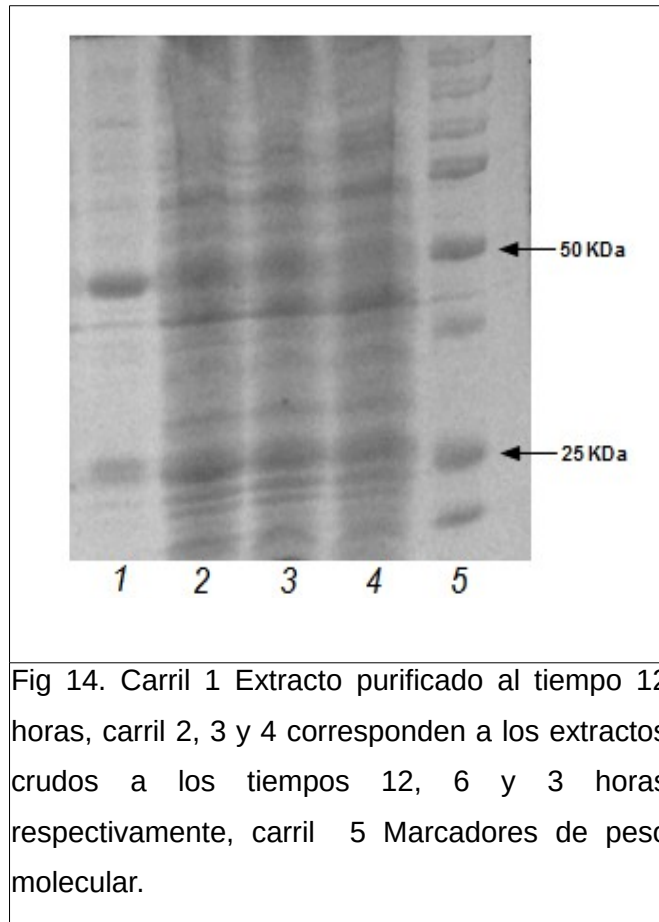 50 KDa
25 KDa
1 2 3 4 5
Fig 14. Carril 1 Extracto purificado al tiempo 12
horas, carril 2, 3 y 4 corresponden a los extractos
crudos a los tiempos 12, 6 y 3 horas
respectivamente, carril 5 Marcadores de peso
molecular.